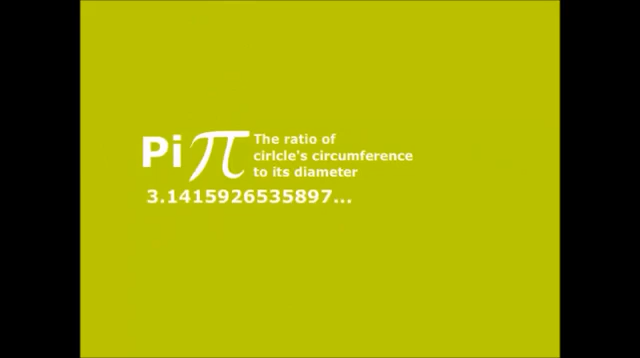 Pi π The ratio of
cirlcle's circumference
to its diameter
3.1415926535897...